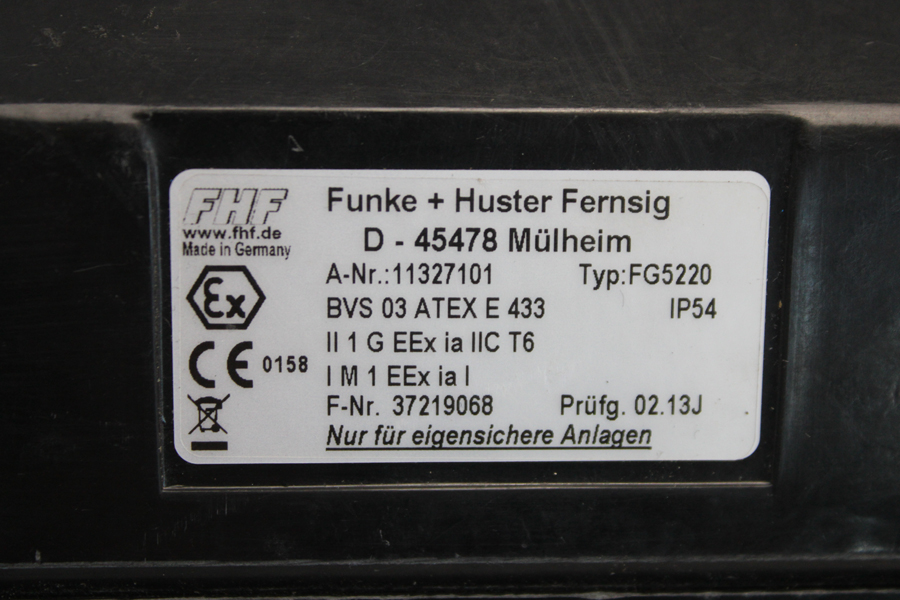 FHF
www.fhf.de
Made in Germany
Ex
CE 0158
Funke + Huster Fernsig
D - 45478 Mülheim
A-Nr.:11327101 Typ:FG5220
BVS 03 ATEX E 433 IP54
II 1 G EEx ia IIC T6
I M 1 EEx ia I
F-Nr. 37219068 Prüfg. 02.13J
Nur für eigensichere Anlagen